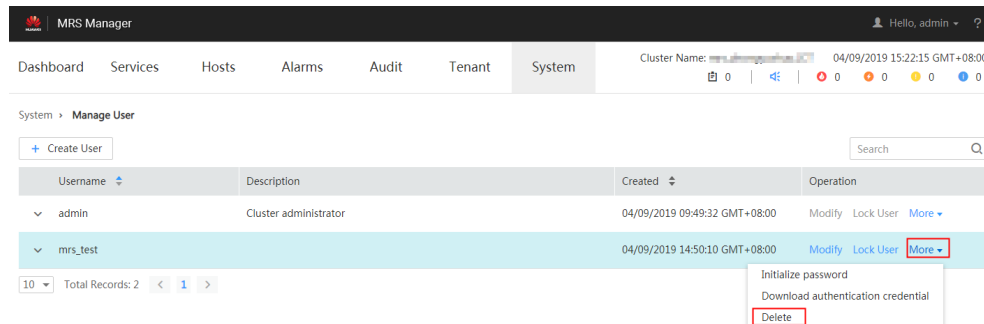 HUAWEI MRS Manager Hello, admin ?
Dashboard Services Hosts Alarms Audit Tenant System Cluster Name: 04/09/2019 15:22:15 GMT+08:00
0 0 0 0 0
System > Manage User
+ Create User Search
Username Description Created Operation
admin Cluster administrator 04/09/2019 09:49:32 GMT+08:00 Modify Lock User More
mrs_test 04/09/2019 14:50:10 GMT+08:00 Modify Lock User More
10 Total Records: 2 < 1 >
Initialize password
Download authentication credential
Delete